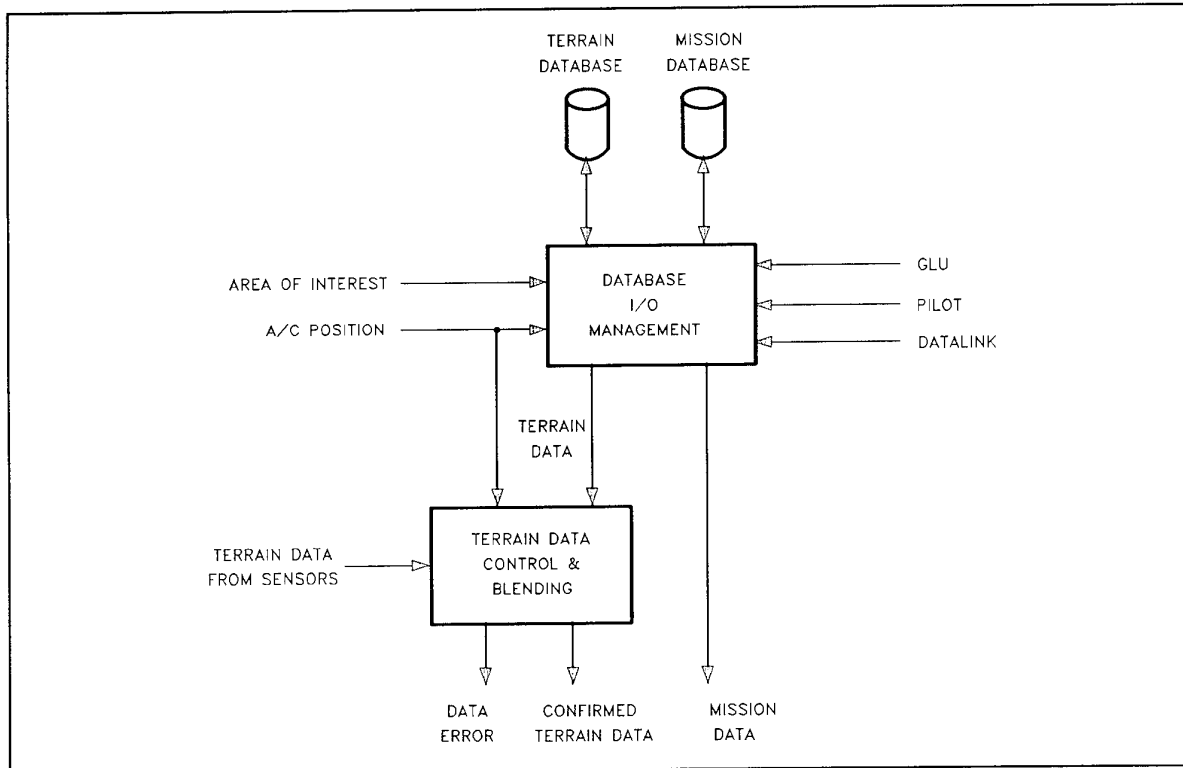 TERRAIN
DATABASE
MISSION
DATABASE
AREA OF INTEREST
A/C POSITION
DATABASE
I/O
MANAGEMENT
GLU
PILOT
DATALINK
TERRAIN
DATA
TERRAIN DATA
FROM SENSORS
TERRAIN DATA
CONTROL &
BLENDING
DATA
ERROR
CONFIRMED
TERRAIN DATA
MISSION
DATA